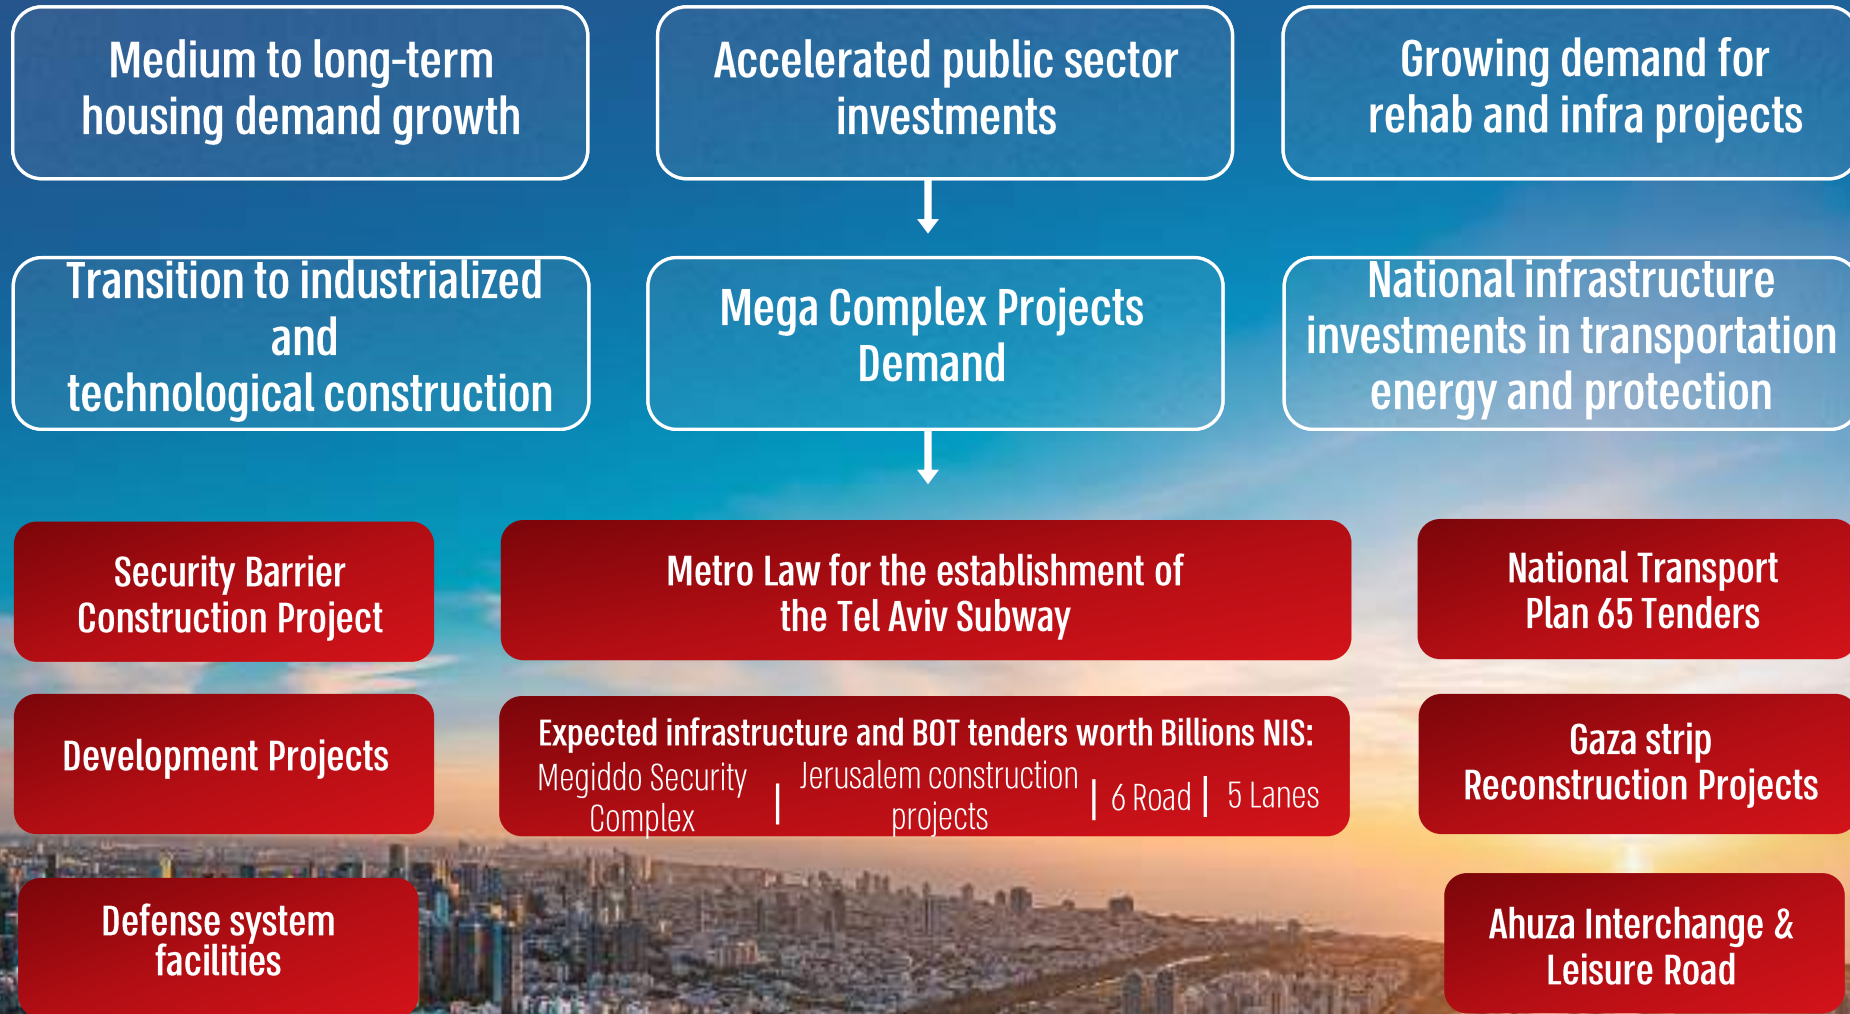 Medium to long-term
housing demand growth
Accelerated public sector
investments
Growing demand for
rehab and infra projects
Transition to industrialized
and
technological construction
Mega Complex Projects
Demand
National infrastructure
investments in transportation
energy and protection
Security Barrier
Construction Project
Metro Law for the establishment of
the Tel Aviv Subway
National Transport
Plan 65 Tenders
Development Projects
Expected infrastructure and BOT tenders worth Billions NIS:
Megiddo Security
Complex
|
Jerusalem construction
projects
| 6 Road | 5 Lanes
Gaza strip
Reconstruction Projects
Defense system
facilities
Ahuza Interchange &
Leisure Road